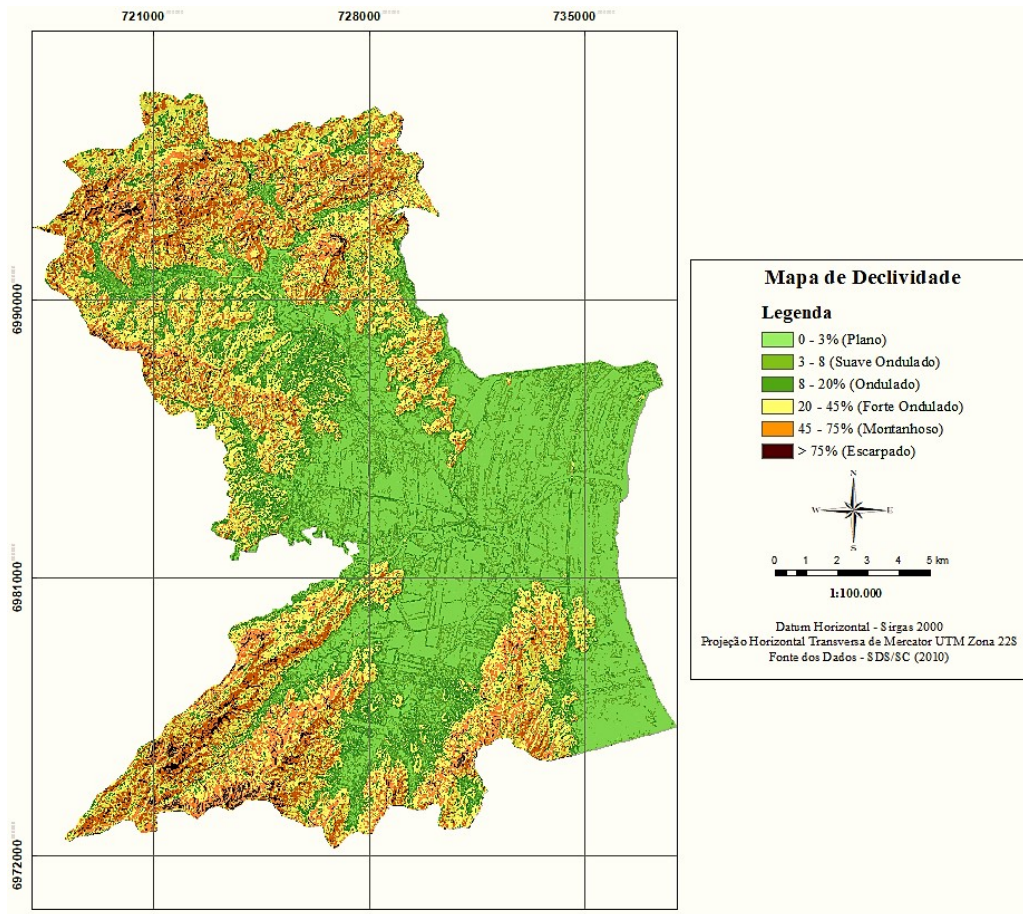 721000
728000
735000
6990000
6981000
6972000
Mapa de Declividade
Legenda
0 - 3% (Plano)
3 - 8 (Suave Ondulado)
8 - 20% (Ondulado)
20 - 45% (Forte Ondulado)
45 - 75% (Montanhoso)
> 75% (Escarpado)
N
W
E
S
0 1 2 3 4 5 km
1:100.000
Datum Horizontal - Sirgas 2000
Projeção Horizontal Transversa de Mercator UTM Zona 22S
Fonte dos Dados - SDS/SC (2010)